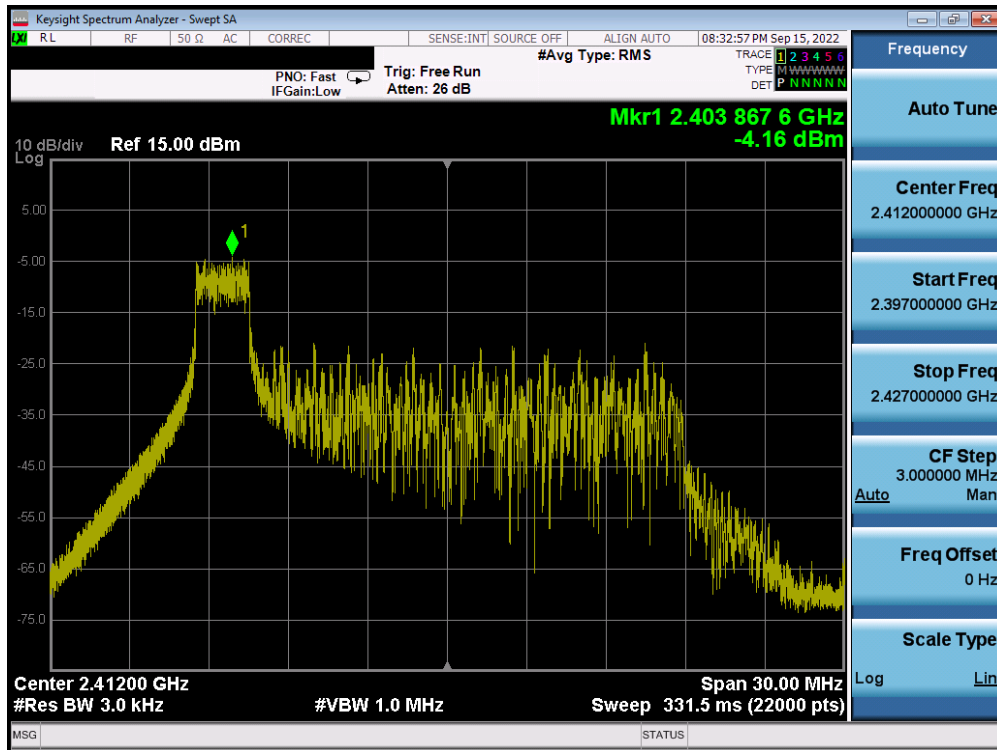 Keysight Spectrum Analyzer - Swept SA
LXI RL RF 50 Ω AC CORREC SENSE:INT SOURCE OFF ALIGN AUTO 08:32:57 PM Sep 15, 2022
PNO: Fast
IFGain:Low
Trig: Free Run
Atten: 26 dB
#Avg Type: RMS
TRACE 1 2 3 4 5 6
TYPE M WWWWW
DET P N N N N N
Mkr1 2.403 867 6 GHz
-4.16 dBm
10 dB/div Ref 15.00 dBm
Log
1
5.00
-5.00
-15.0
-25.0
-35.0
-45.0
-55.0
-65.0
-75.0
Center 2.41200 GHz Span 30.00 MHz
#Res BW 3.0 kHz #VBW 1.0 MHz Sweep 331.5 ms (22000 pts)
MSG STATUS
Frequency
Auto Tune
Center Freq
2.412000000 GHz
Start Freq
2.397000000 GHz
Stop Freq
2.427000000 GHz
CF Step
3.000000 MHz
Auto Man
Freq Offset
0 Hz
Scale Type
Log Lin